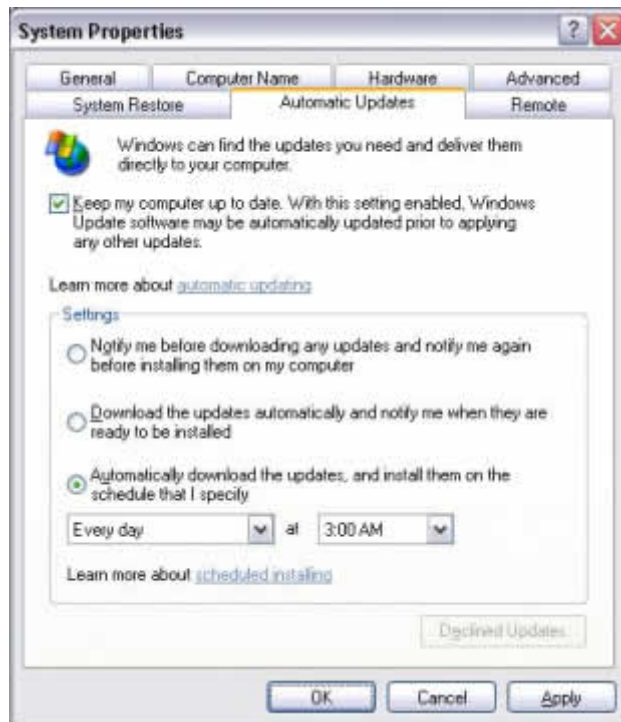 System Properties
General Computer Name Hardware Advanced
System Restore Automatic Updates Remote
Windows can find the updates you need and deliver them
directly to your computer.
Keep my computer up to date. With this setting enabled, Windows
Update software may be automatically updated prior to applying
any other updates.
Learn more about automatic updating
Settings
Notify me before downloading any updates and notify me again
before installing them on my computer
Download the updates automatically and notify me when they are
ready to be installed
Automatically download the updates, and install them on the
schedule that I specify
Every day at 3:00 AM
Learn more about scheduled installing
Declined Updates
OK Cancel Apply